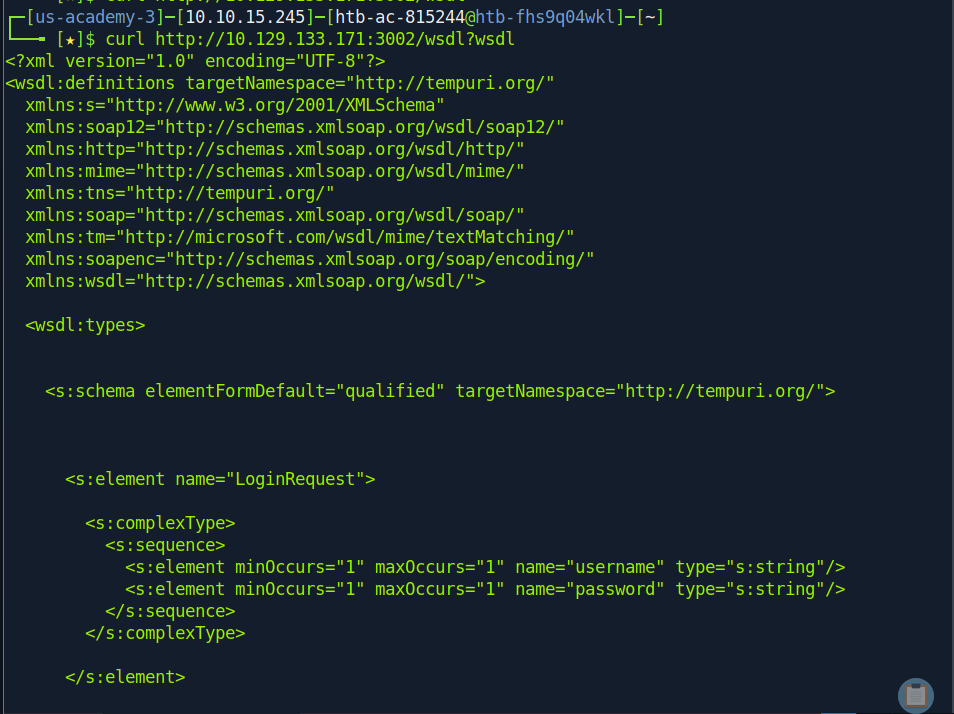 [us-academy-3]─[10.10.15.245]─[htb-ac-815244@htb-fhs9q04wkl]─[~]
[★]$ curl http://10.129.133.171:3002/wsdl?wsdl
<?xml version="1.0" encoding="UTF-8"?>
<wsdl:definitions targetNamespace="http://tempuri.org/"
xmlns:s="http://www.w3.org/2001/XMLSchema"
xmlns:soap12="http://schemas.xmlsoap.org/wsdl/soap12/"
xmlns:http="http://schemas.xmlsoap.org/wsdl/http/"
xmlns:mime="http://schemas.xmlsoap.org/wsdl/mime/"
xmlns:tns="http://tempuri.org/"
xmlns:soap="http://schemas.xmlsoap.org/wsdl/soap/"
xmlns:tm="http://microsoft.com/wsdl/mime/textMatching/"
xmlns:soapenc="http://schemas.xmlsoap.org/soap/encoding/"
xmlns:wsdl="http://schemas.xmlsoap.org/wsdl/">
<wsdl:types>
<s:schema elementFormDefault="qualified" targetNamespace="http://tempuri.org/">
<s:element name="LoginRequest">
<s:complexType>
<s:sequence>
<s:element minOccurs="1" maxOccurs="1" name="username" type="s:string"/>
<s:element minOccurs="1" maxOccurs="1" name="password" type="s:string"/>
</s:sequence>
</s:complexType>
</s:element>